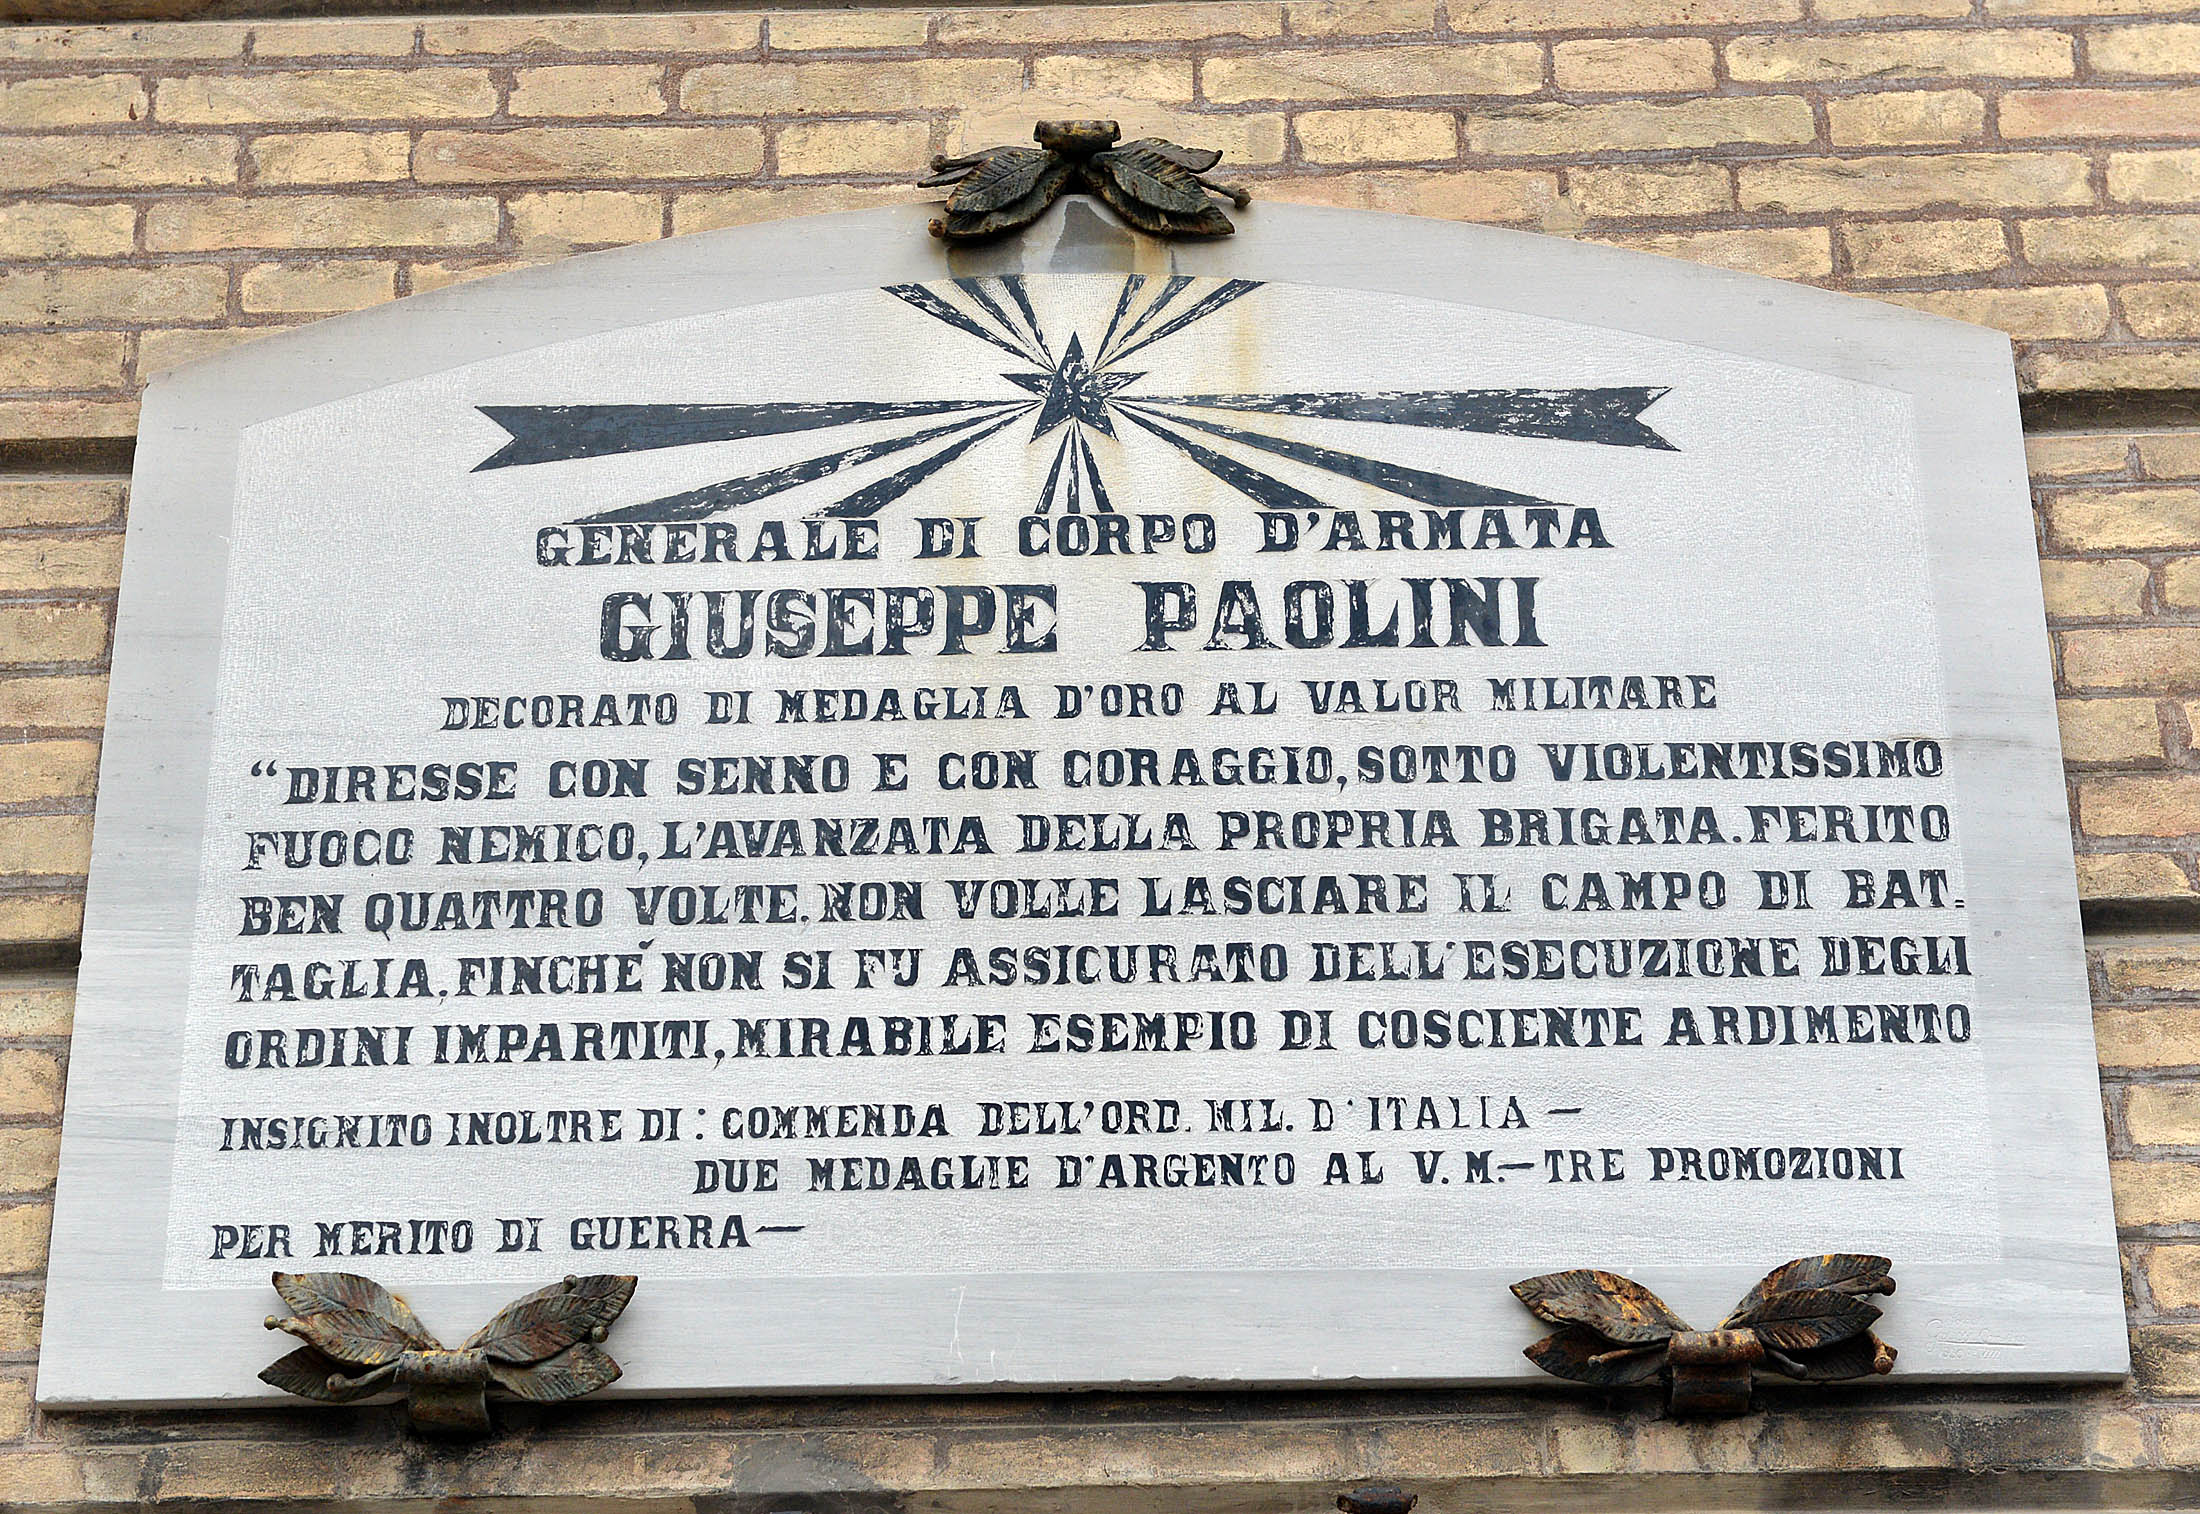 GENERALE DI CORPO D'ARMATA
GIUSEPPE PAOLINI
DECORATO DI MEDAGLIA D'ORO AL VALOR MILITARE
"DIRESSE CON SENNO E CON CORAGGIO, SOTTO VIOLENTISSIMO
FUOCO NEMICO, L'AVANZATA DELLA PROPRIA BRIGATA. FERITO
BEN QUATTRO VOLTE. NON VOLLE LASCIARE IL CAMPO DI BAT=
TAGLIA, FINCHÉ NON SI FU ASSICURATO DELL'ESECUZIONE DEGLI
ORDINI IMPARTITI, MIRABILE ESEMPIO DI COSCIENTE ARDIMENTO
INSIGNITO INOLTRE DI: COMMENDA DELL'ORD. MIL. D'ITALIA —
DUE MEDAGLIE D'ARGENTO AL V. M. — TRE PROMOZIONI
PER MERITO DI GUERRA —